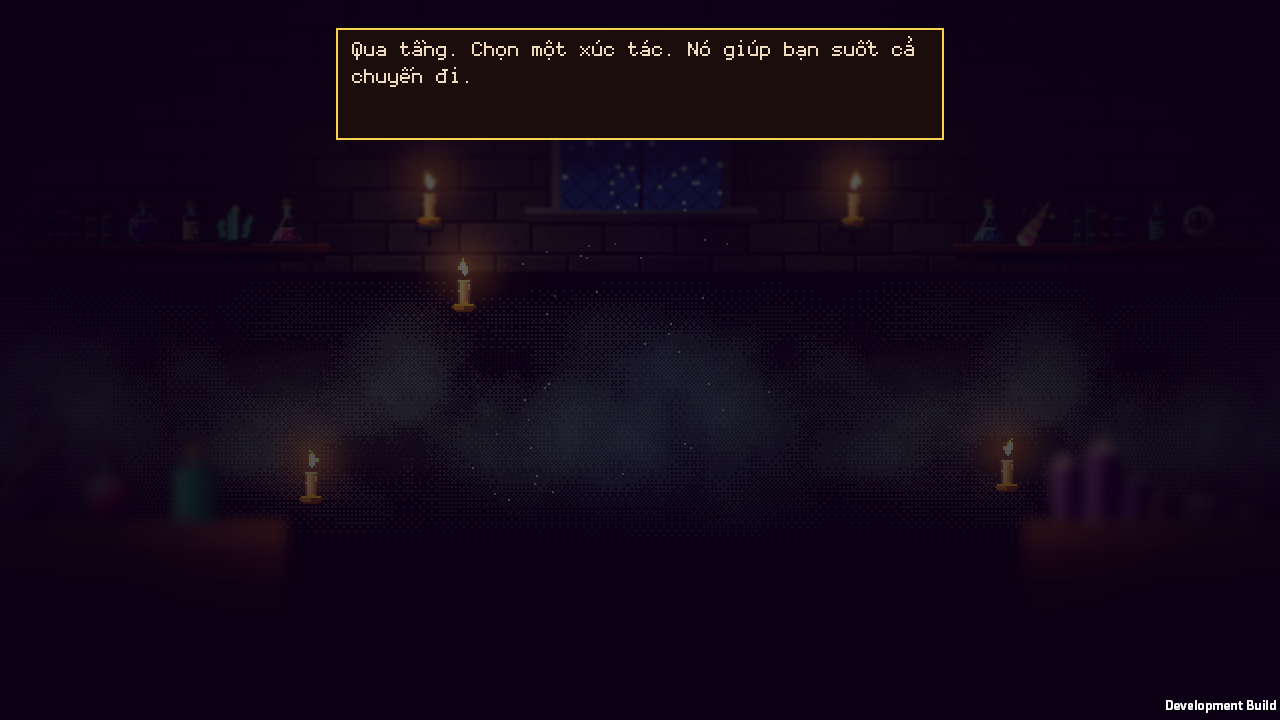 Qua tầng. Chọn một xúc tác. Nó giúp bạn suốt cả
chuyến đi.
Development Build